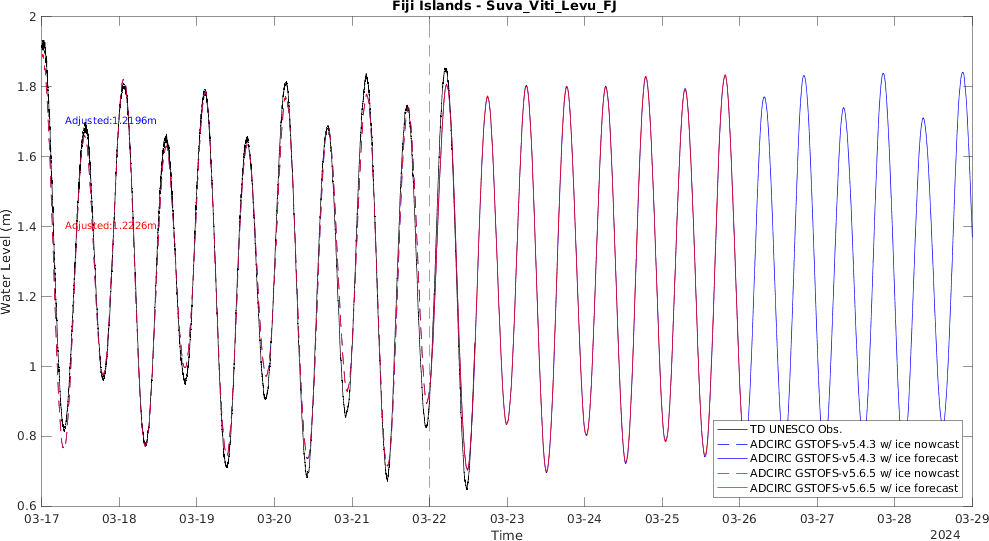 Fiji Islands - Suva_Viti_Levu_FJ
2
1.8
1.6
1.4
1.2
1
0.8
0.6
Water Level (m)
Adjusted:1.2196m
Adjusted:1.2226m
TD UNESCO Obs.
ADCIRC GSTOFS-v5.4.3 w/ ice nowcast
ADCIRC GSTOFS-v5.4.3 w/ ice forecast
ADCIRC GSTOFS-v5.6.5 w/ ice nowcast
ADCIRC GSTOFS-v5.6.5 w/ ice forecast
03-17 03-18 03-19 03-20 03-21 03-22 03-23 03-24 03-25 03-26 03-27 03-28 03-29
Time
2024